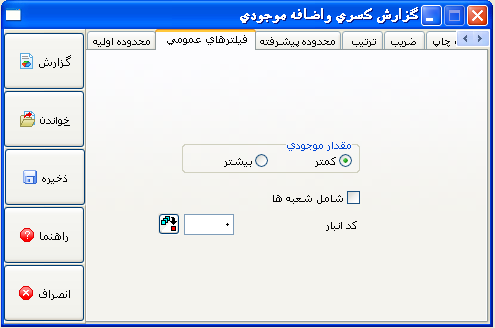 گزارش کسري واضافه موجودي
محدوده اوليه
فيلترهاي عمومي
محدوده پيشرفته
ترتيب
ضريب
چاپ
گزارش
خواندن
ذخيره
راهنما
انصراف
مقدار موجودي
کمتر
بيشتر
شامل شعبه ها
کد انبار
۰